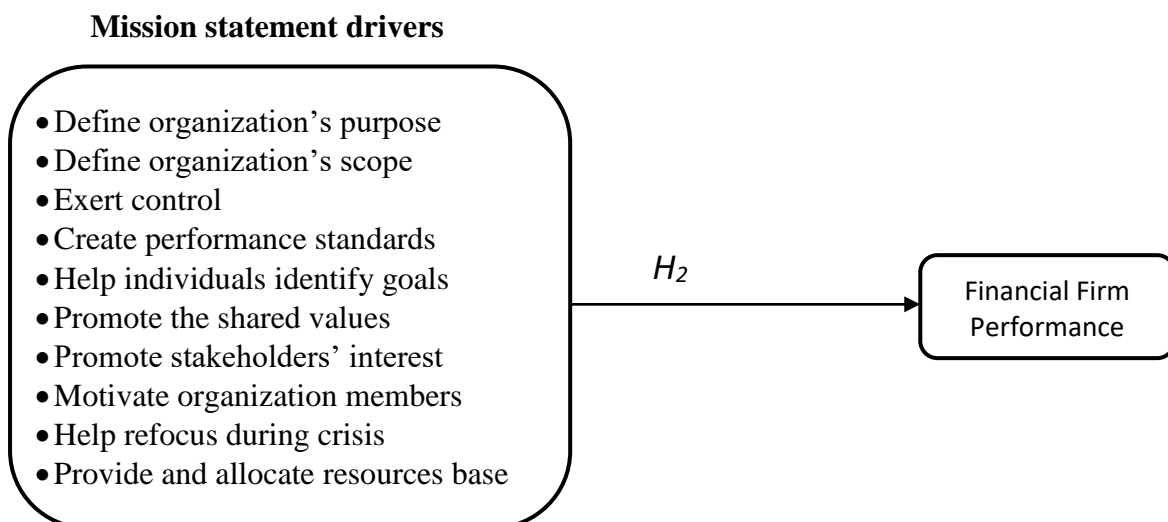 Mission statement drivers
•Define organization’s purpose
•Define organization’s scope
•Exert control
•Create performance standards
•Help individuals identify goals
•Promote the shared values
•Promote stakeholders’ interest
•Motivate organization members
•Help refocus during crisis
•Provide and allocate resources base
H₂
Financial Firm
Performance